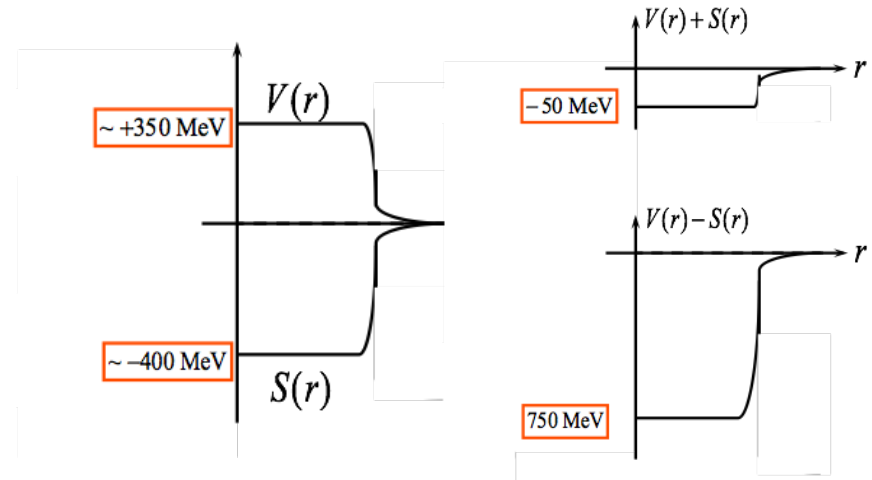 V(r)
~ +350 MeV
~ −400 MeV
S(r)
V(r)+S(r)
r
−50 MeV
V(r)−S(r)
r
750 MeV